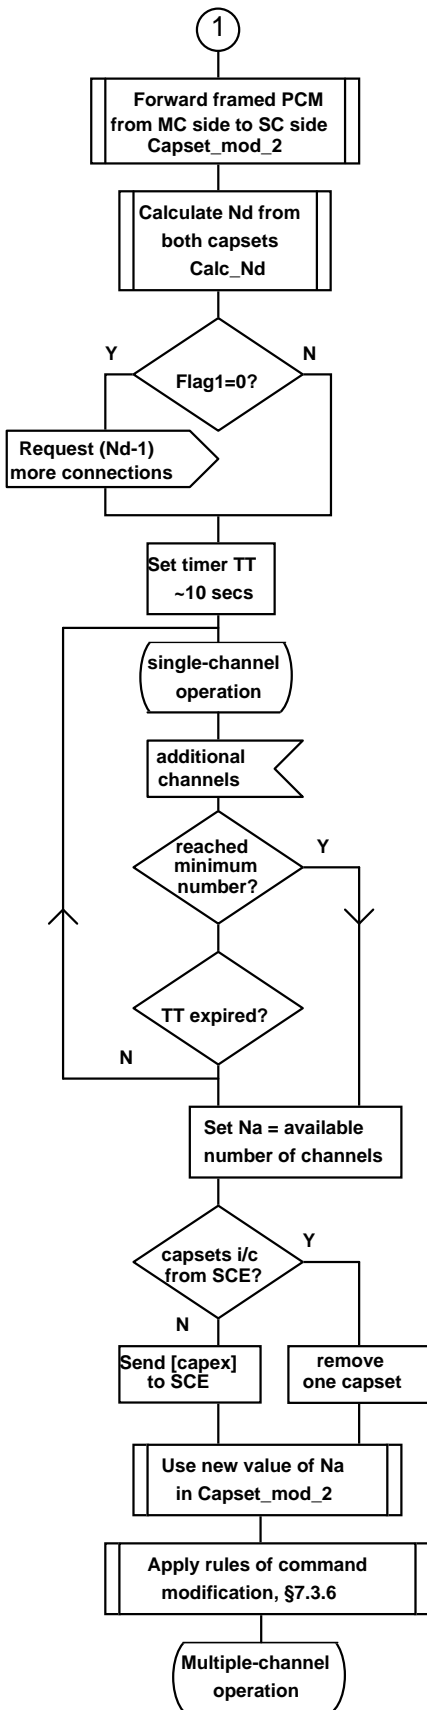 1
Forward framed PCM
from MC side to SC side
Capset_mod_2
Calculate Nd from
both capsets
Calc_Nd
Y
N
Flag1=0?
Request (Nd-1)
more connections
Set timer TT
~10 secs
single-channel
operation
additional
channels
reached
minimum
number?
Y
TT expired?
N
Set Na = available
number of channels
capsets i/c
from SCE?
Y
N
Send [capex]
to SCE
remove
one capset
Use new value of Na
in Capset_mod_2
Apply rules of command
modification, §7.3.6
Multiple-channel
operation